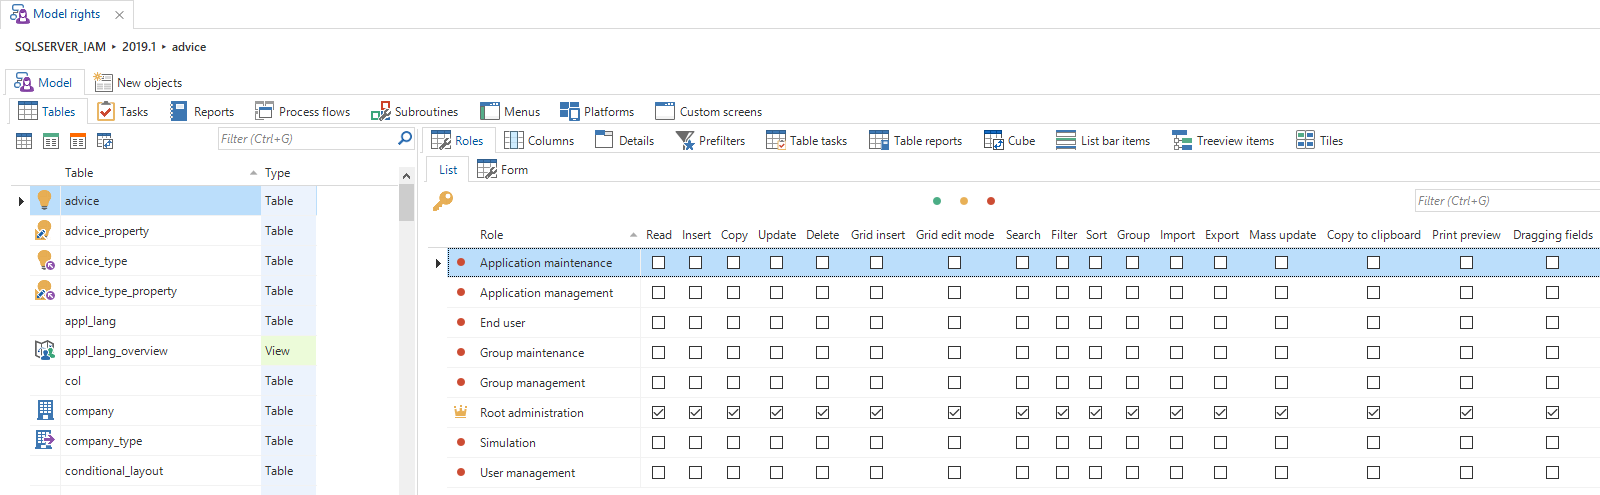 Model rights
SQLSERVER_IAM ▸ 2019.1 ▸ advice
Model New objects
Tables Tasks Reports Process flows Subroutines Menus Platforms Custom screens
Filter (Ctrl+G)
Roles Columns Details Prefilters Table tasks Table reports Cube List bar items Treeview items Tiles
List Form
Table Type
advice Table
advice_property Table
advice_type Table
advice_type_property Table
appl_lang Table
appl_lang_overview View
col Table
company Table
company_type Table
conditional_layout Table
Filter (Ctrl+G)
Role Read Insert Copy Update Delete Grid insert Grid edit mode Search Filter Sort Group Import Export Mass update Copy to clipboard Print preview Dragging fields
Application maintenance
Application management
End user
Group maintenance
Group management
Root administration
Simulation
User management